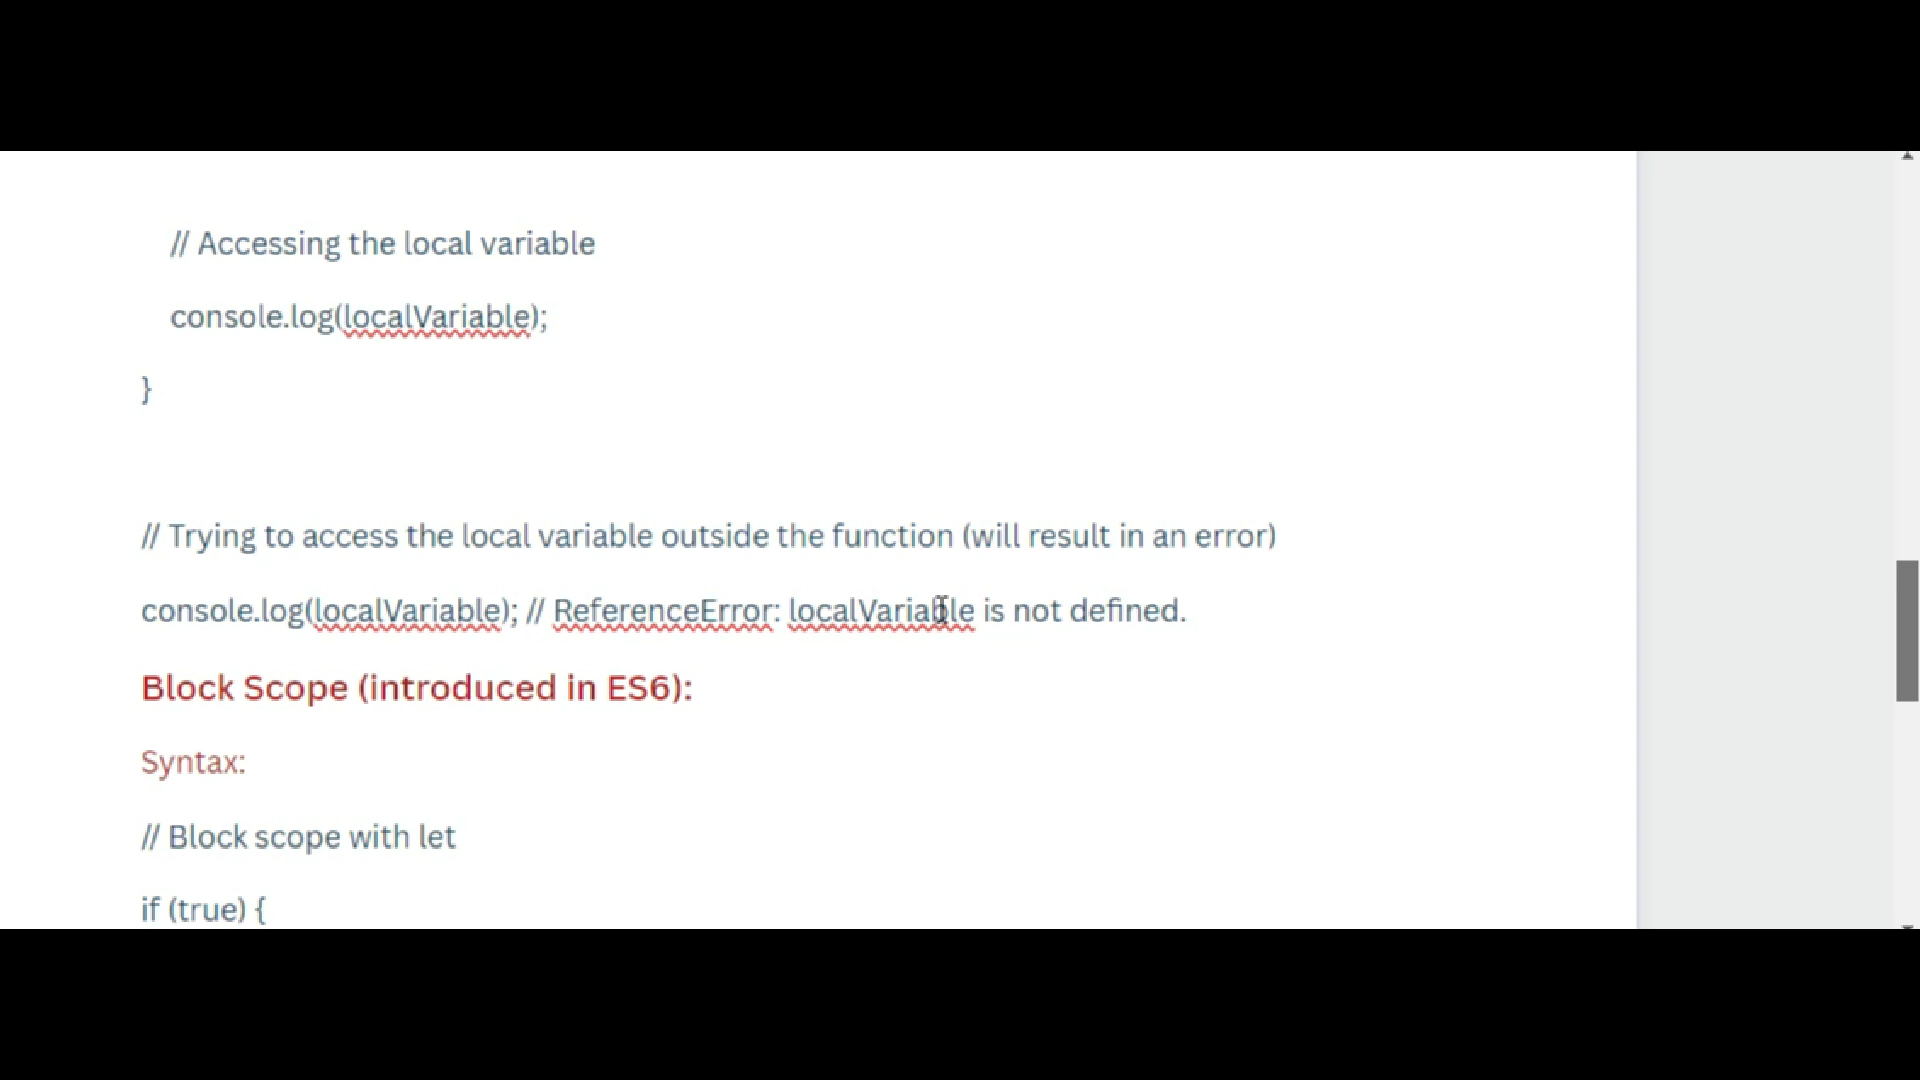 // Accessing the local variable
console.log(localVariable);
}
// Trying to access the local variable outside the function (will result in an error)
console.log(localVariable); // ReferenceError: localVariable is not defined.
Block Scope (introduced in ES6):
Syntax:
// Block scope with let
if (true) {